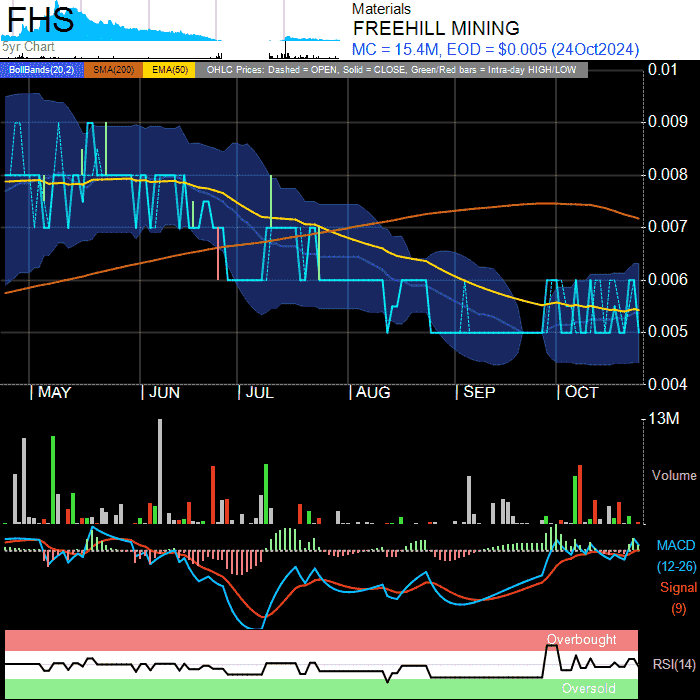 FHS
5yr Chart
Materials
FREEHILL MINING
MC = 15.4M, EOD = $0.005 (24Oct2024)
BollBands(20,2) SMA(200) EMA(50) OHLC Prices: Dashed = OPEN, Solid = CLOSE, Green/Red bars = Intra-day HIGH/LOW
0.01
0.009
0.008
0.007
0.006
0.005
0.004
MAY JUN JUL AUG SEP OCT
13M
Volume
MACD
(12-26)
Signal
(9)
Overbought
RSI(14)
Oversold